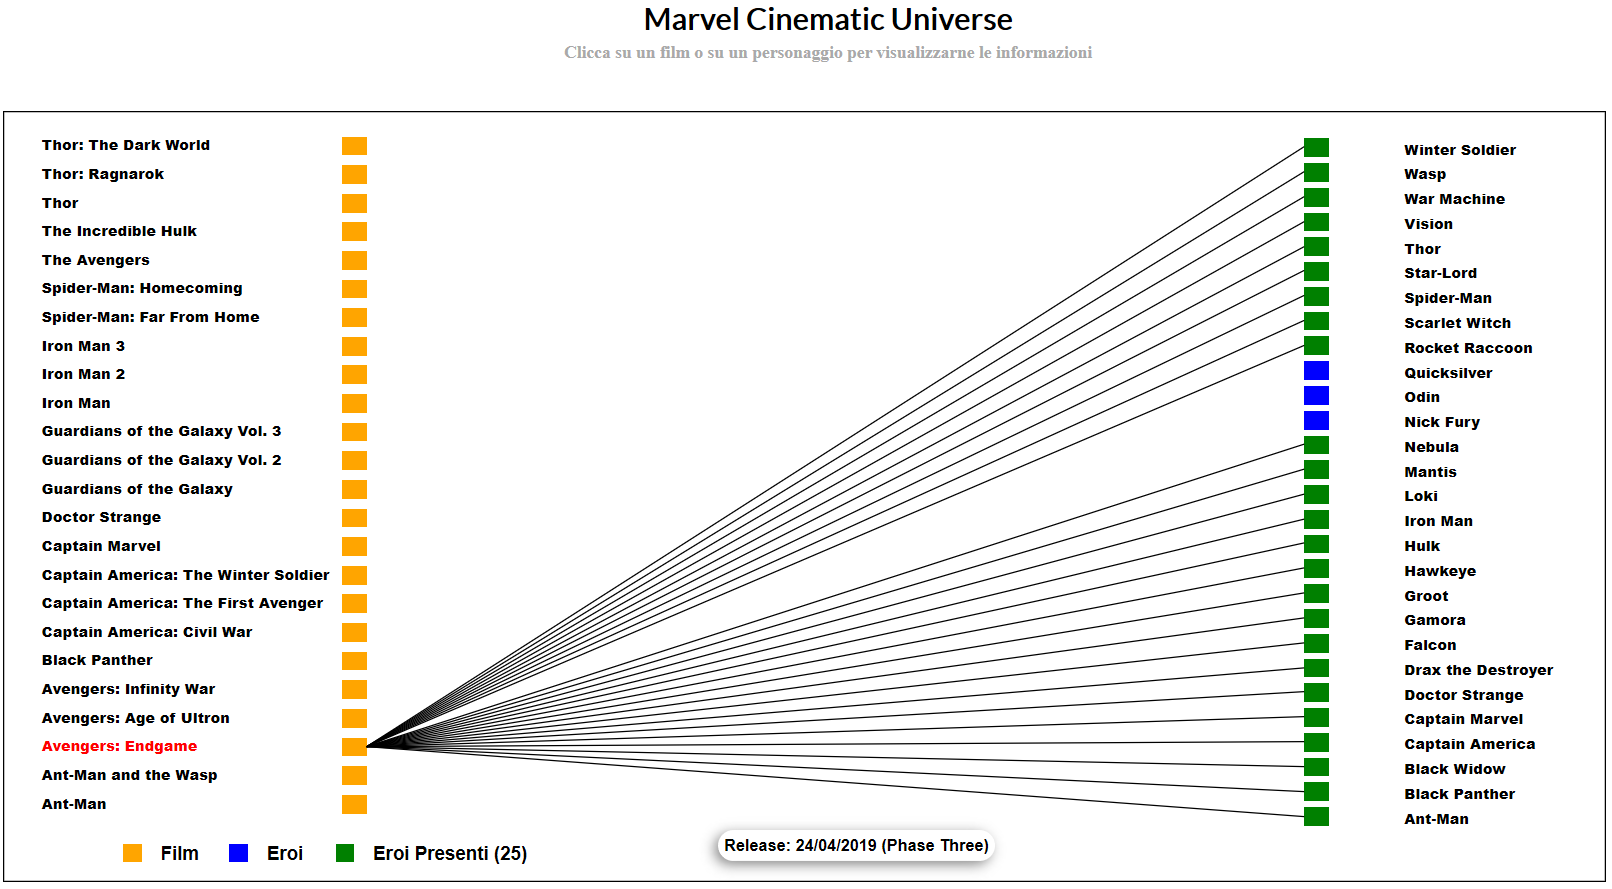 Marvel Cinematic Universe
Clicca su un film o su un personaggio per visualizzarne le informazioni
Thor: The Dark World
Thor: Ragnarok
Thor
The Incredible Hulk
The Avengers
Spider-Man: Homecoming
Spider-Man: Far From Home
Iron Man 3
Iron Man 2
Iron Man
Guardians of the Galaxy Vol. 3
Guardians of the Galaxy Vol. 2
Guardians of the Galaxy
Doctor Strange
Captain Marvel
Captain America: The Winter Soldier
Captain America: The First Avenger
Captain America: Civil War
Black Panther
Avengers: Infinity War
Avengers: Age of Ultron
Avengers: Endgame
Ant-Man and the Wasp
Ant-Man
Winter Soldier
Wasp
War Machine
Vision
Thor
Star-Lord
Spider-Man
Scarlet Witch
Rocket Raccoon
Quicksilver
Odin
Nick Fury
Nebula
Mantis
Loki
Iron Man
Hulk
Hawkeye
Groot
Gamora
Falcon
Drax the Destroyer
Doctor Strange
Captain Marvel
Captain America
Black Widow
Black Panther
Ant-Man
Film
Eroi
Eroi Presenti (25)
Release: 24/04/2019 (Phase Three)